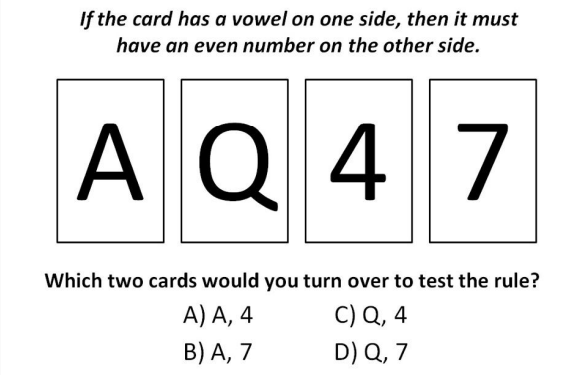 If the card has a vowel on one side, then it must
have an even number on the other side.
A Q 4 7
Which two cards would you turn over to test the rule?
A) A, 4 C) Q, 4
B) A, 7 D) Q, 7